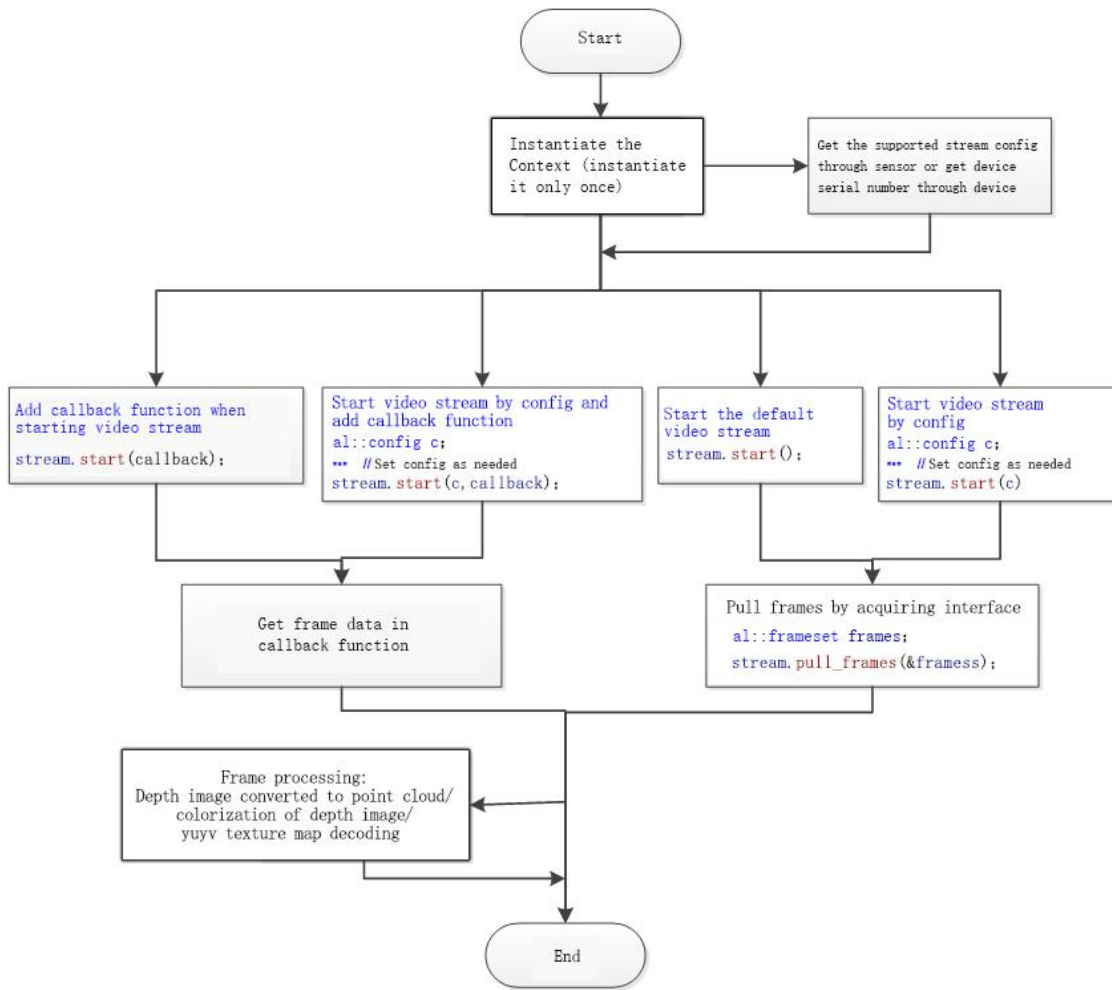 Start
Instantiate the
Context (instantiate
it only once)
Get the supported stream config
through sensor or get device
serial number through device
Add callback function when
starting video stream
stream.start(callback);
Start video stream by config and
add callback function
al::config c;
┅ //Set config as needed
stream.start(c,callback);
Start the default
video stream
stream.start();
Start video stream
by config
al::config c;
┅ //Set config as needed
stream.start(c)
Get frame data in
callback function
Pull frames by acquiring interface
al::frameset frames;
stream.pull_frames(&framess);
Frame processing:
Depth image converted to point cloud/
colorization of depth image/
yuyv texture map decoding
End